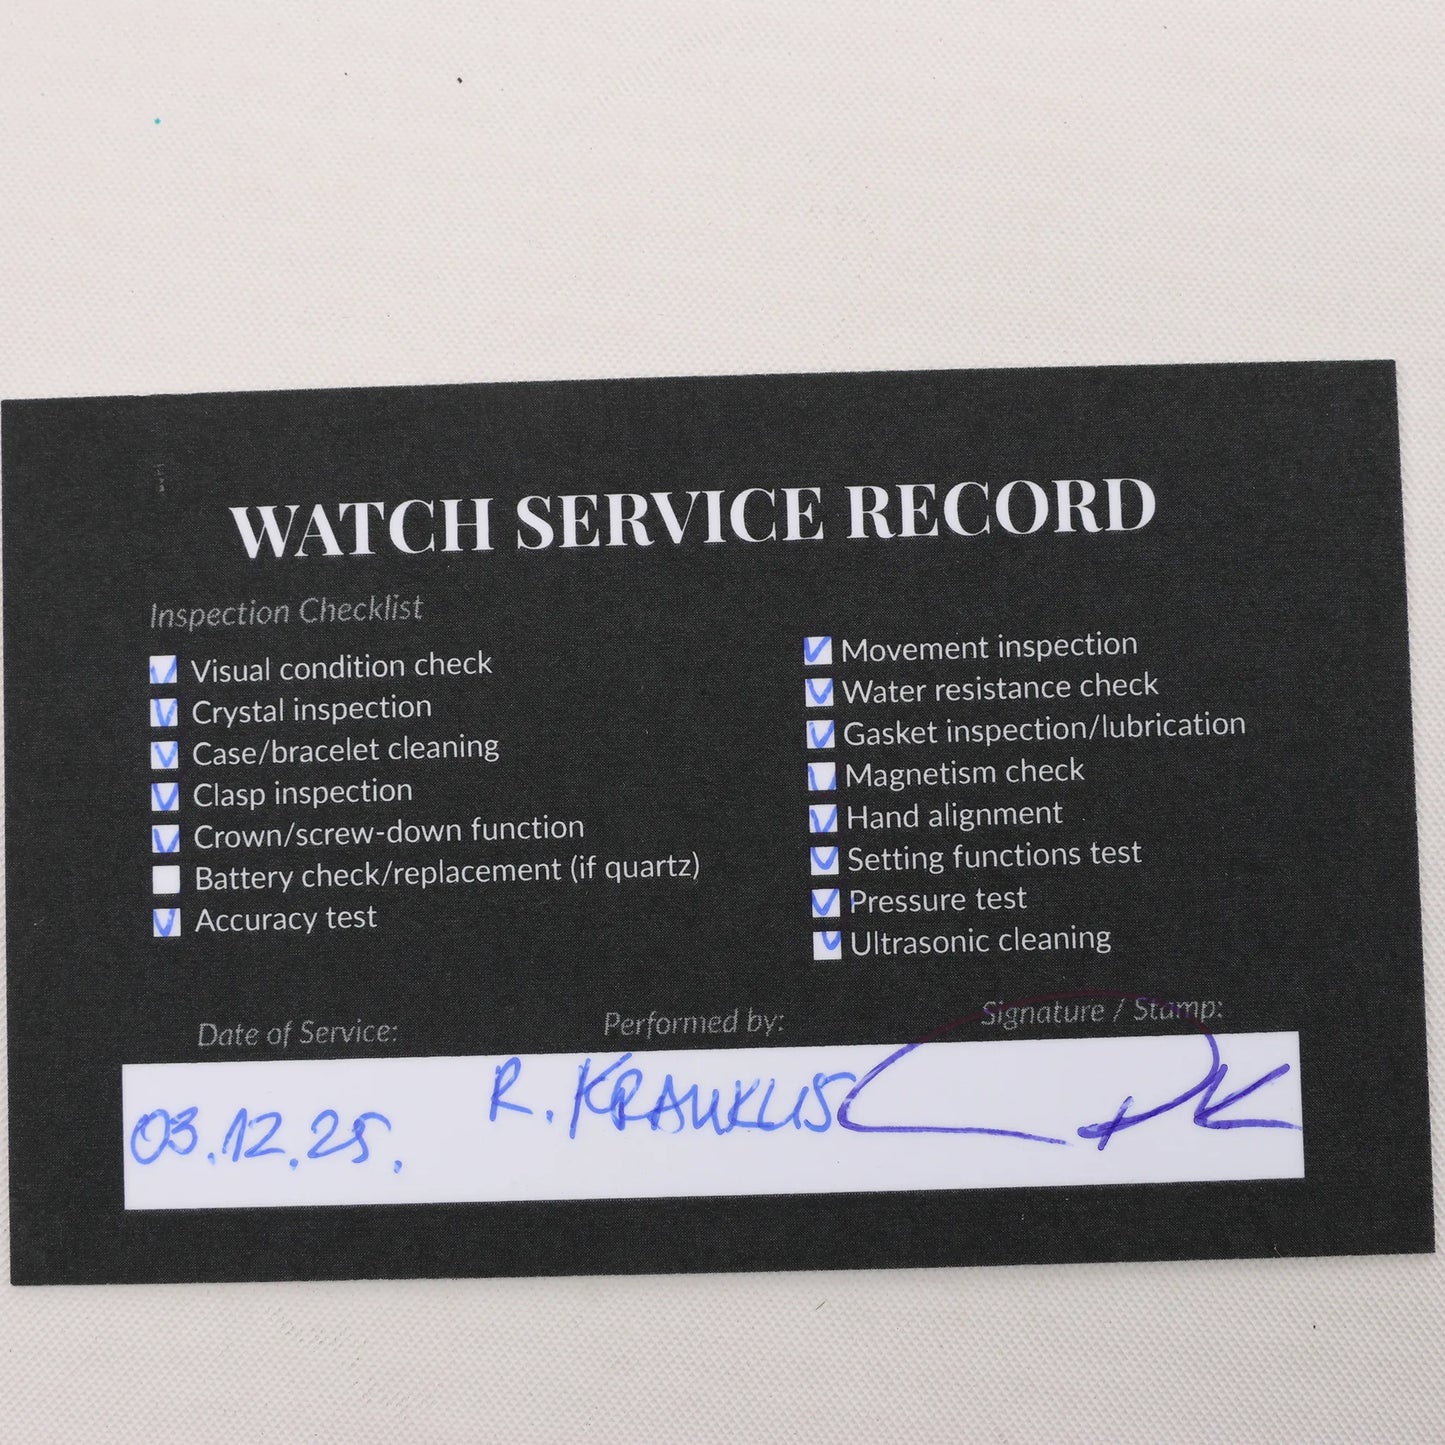 WATCH SERVICE RECORD
Inspection Checklist
Visual condition check
Crystal inspection
Case/bracelet cleaning
Clasp inspection
Crown/screw-down function
Battery check/replacement (if quartz)
Accuracy test
Movement inspection
Water resistance check
Gasket inspection/lubrication
Magnetism check
Hand alignment
Setting functions test
Pressure test
Ultrasonic cleaning
Date of Service:
03.12.25.
Performed by:
R.
Signature / Stamp: